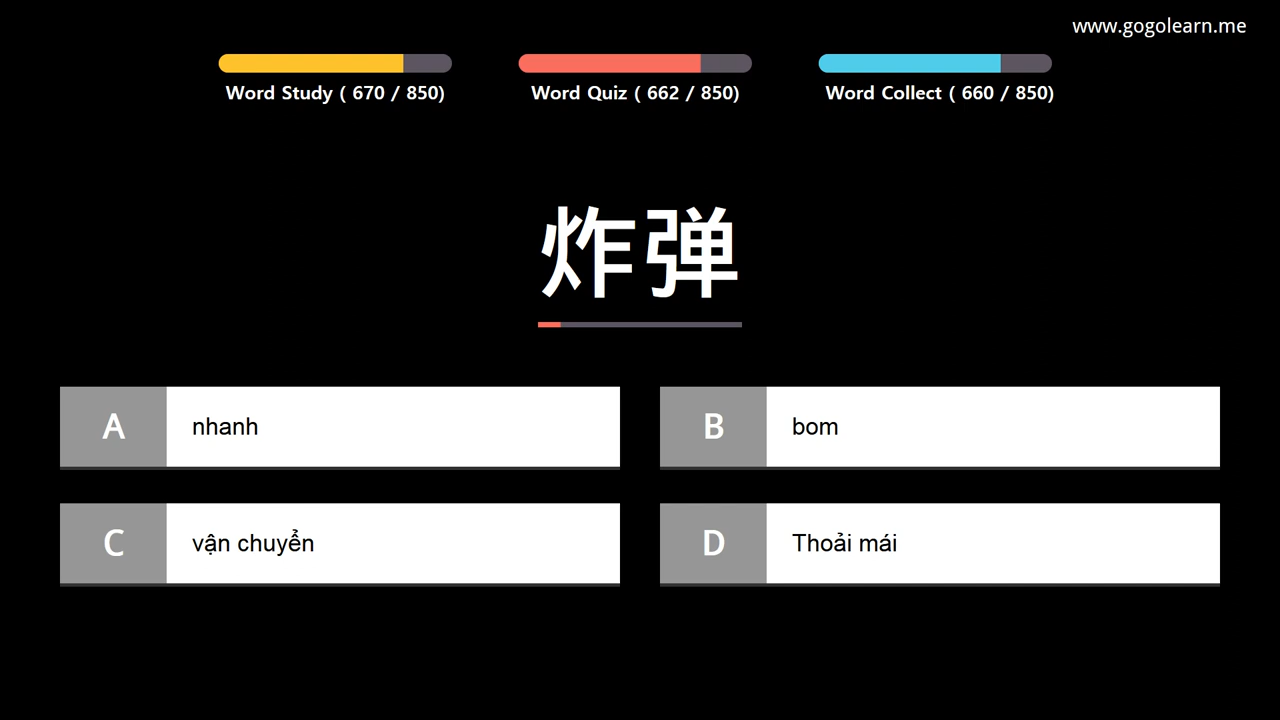 www.gogolearn.me
Word Study ( 670 / 850)
Word Quiz ( 662 / 850)
Word Collect ( 660 / 850)
炸弹
A nhanh
B bom
C vận chuyển
D Thoải mái